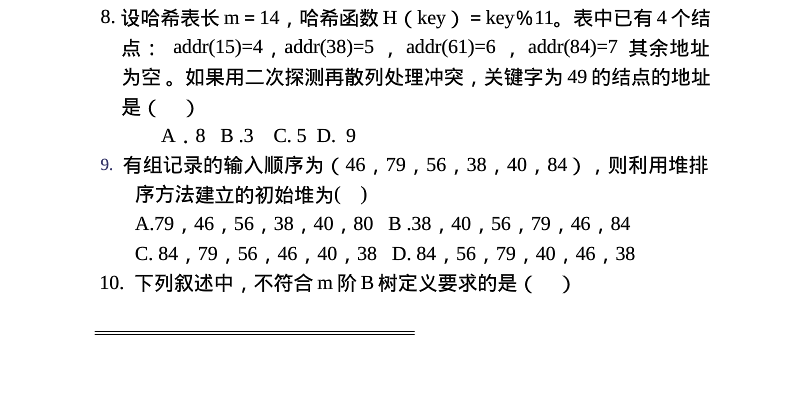 8. 设哈希表长 m = 14，哈希函数 H（key）= key%11。表中已有 4 个结
点： addr(15)=4，addr(38)=5 ， addr(61)=6 ， addr(84)=7 其余地址
为空 。如果用二次探测再散列处理冲突，关键字为 49 的结点的地址
是（ ）
A．8 B .3 C. 5 D. 9
9. 有组记录的输入顺序为（46，79，56，38，40，84），则利用堆排
序方法建立的初始堆为( )
A.79，46，56，38，40，80 B .38，40，56，79，46，84
C. 84，79，56，46，40，38 D. 84，56，79，40，46，38
10. 下列叙述中，不符合 m 阶 B 树定义要求的是（ ）